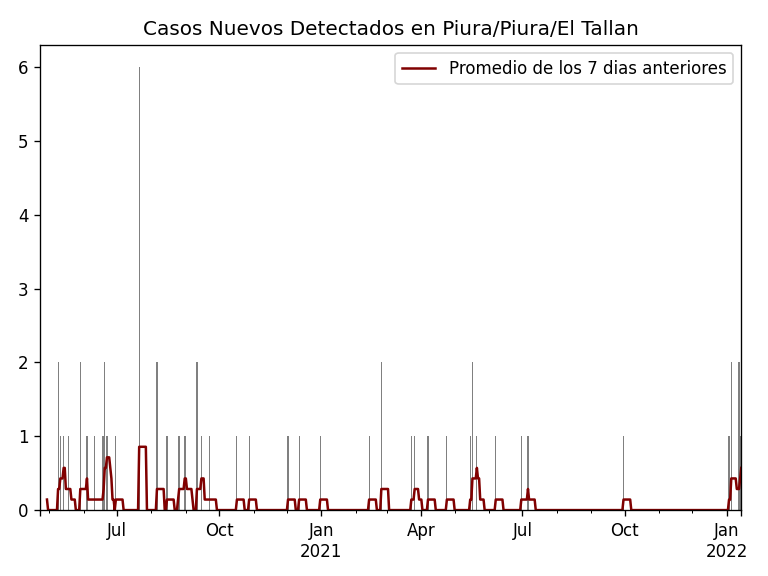 Casos Nuevos Detectados en Piura/Piura/El Tallan
Promedio de los 7 dias anteriores
6
5
4
3
2
1
0
Jul
Oct
Jan
2021
Apr
Jul
Oct
Jan
2022